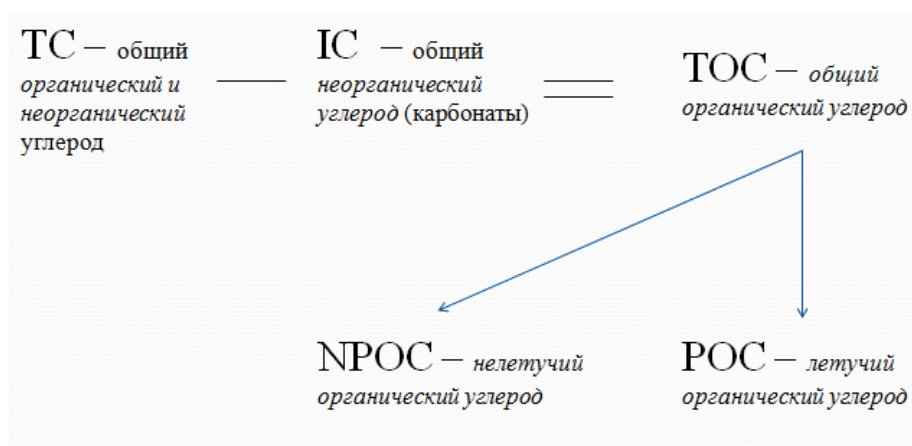 TC – общий
органический и
неорганический
углерод
IC – общий
неорганический
углерод (карбонаты)
TOC – общий
органический углерод
NPOC – нелетучий
органический углерод
POC – летучий
органический углерод